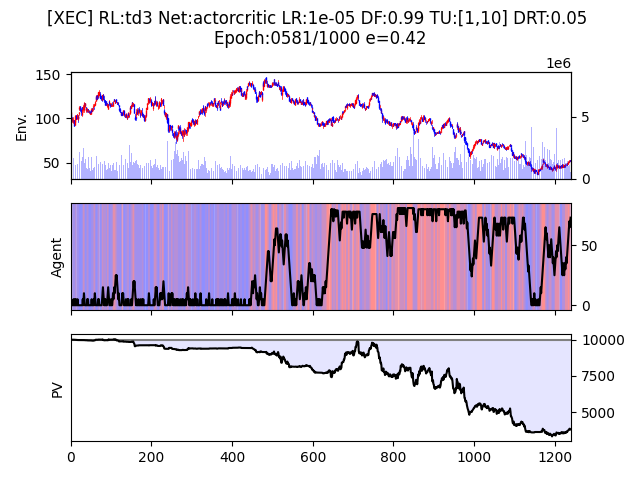 [XEC] RL:td3 Net:actorcritic LR:1e-05 DF:0.99 TU:[1,10] DRT:0.05
Epoch:0581/1000 e=0.42
1e6
150
100
50
Env.
5
0
Agent
50
0
PV
10000
7500
5000
0 200 400 600 800 1000 1200